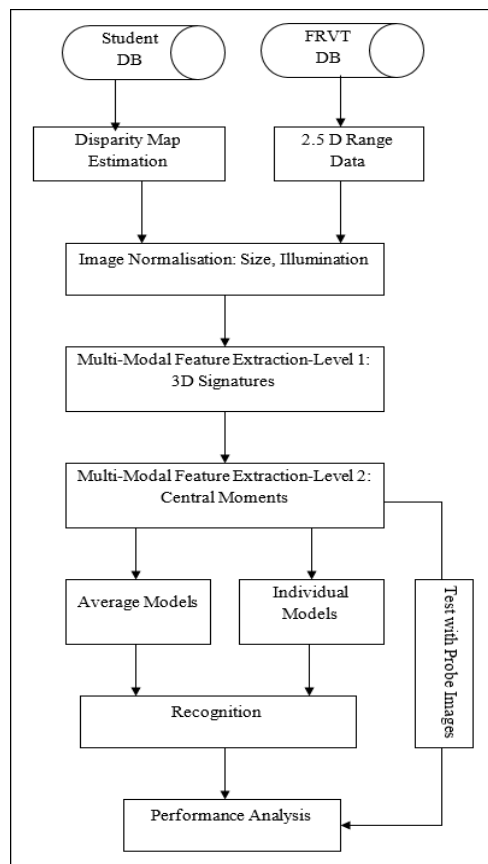 Student
DB
FRVT
DB
Disparity Map
Estimation
2.5 D Range
Data
Image Normalisation: Size, Illumination
Multi-Modal Feature Extraction-Level 1:
3D Signatures
Multi-Modal Feature Extraction-Level 2:
Central Moments
Average Models
Individual
Models
Test with Probe Images
Recognition
Performance Analysis